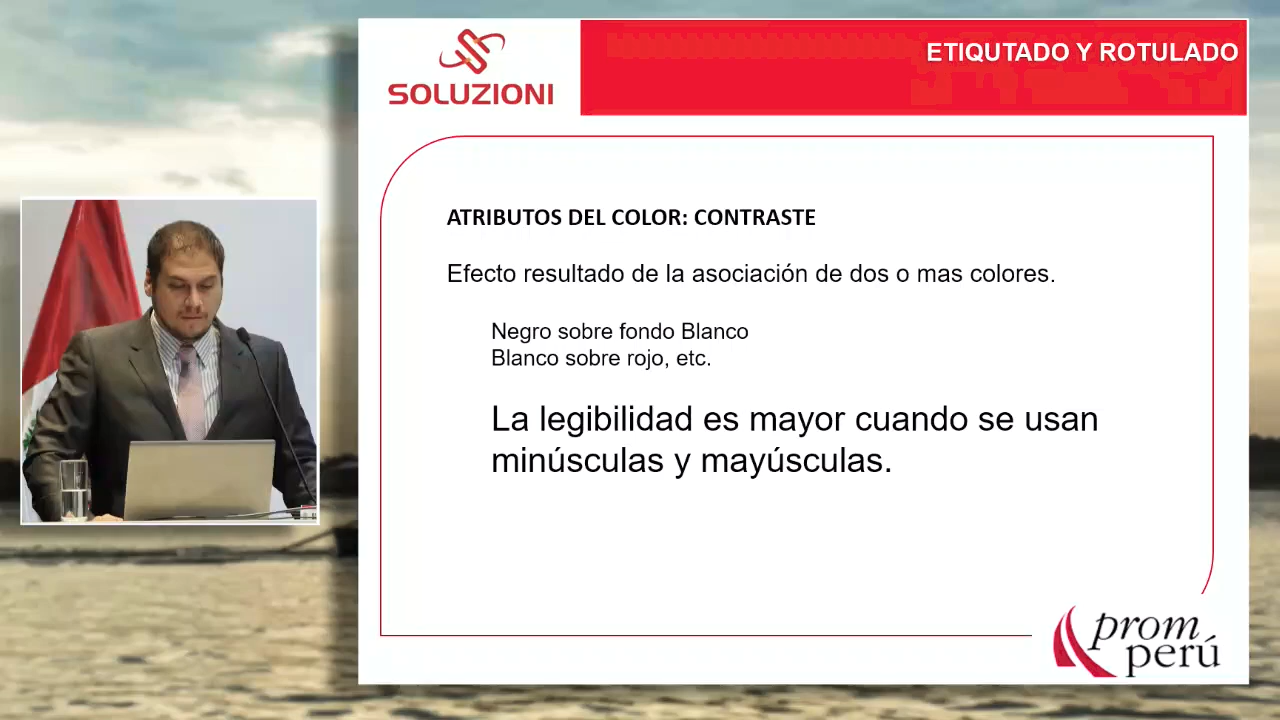 SOLUZIONI
ETIQUTADO Y ROTULADO
ATRIBUTOS DEL COLOR: CONTRASTE
Efecto resultado de la asociación de dos o mas colores.
Negro sobre fondo Blanco
Blanco sobre rojo, etc.
La legibilidad es mayor cuando se usan
minúsculas y mayúsculas.
prom
perú